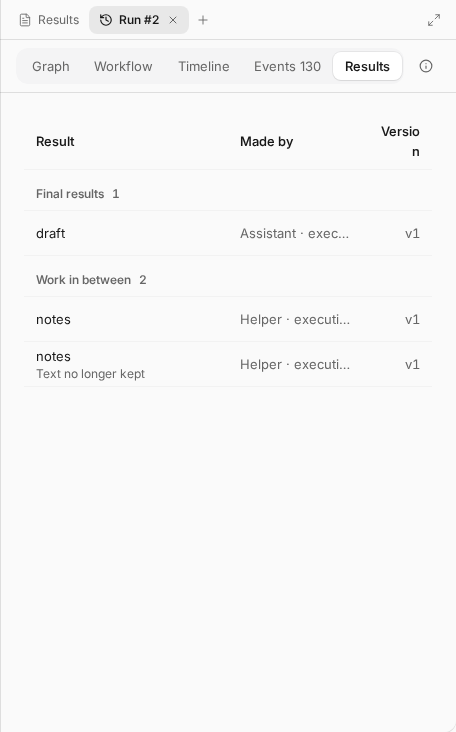 Results Run #2
Graph Workflow Timeline Events 130 Results
Result Made by Versio
n
Final results 1
draft Assistant · exec... v1
Work in between 2
notes Helper · executi... v1
notes Helper · executi... v1
Text no longer kept